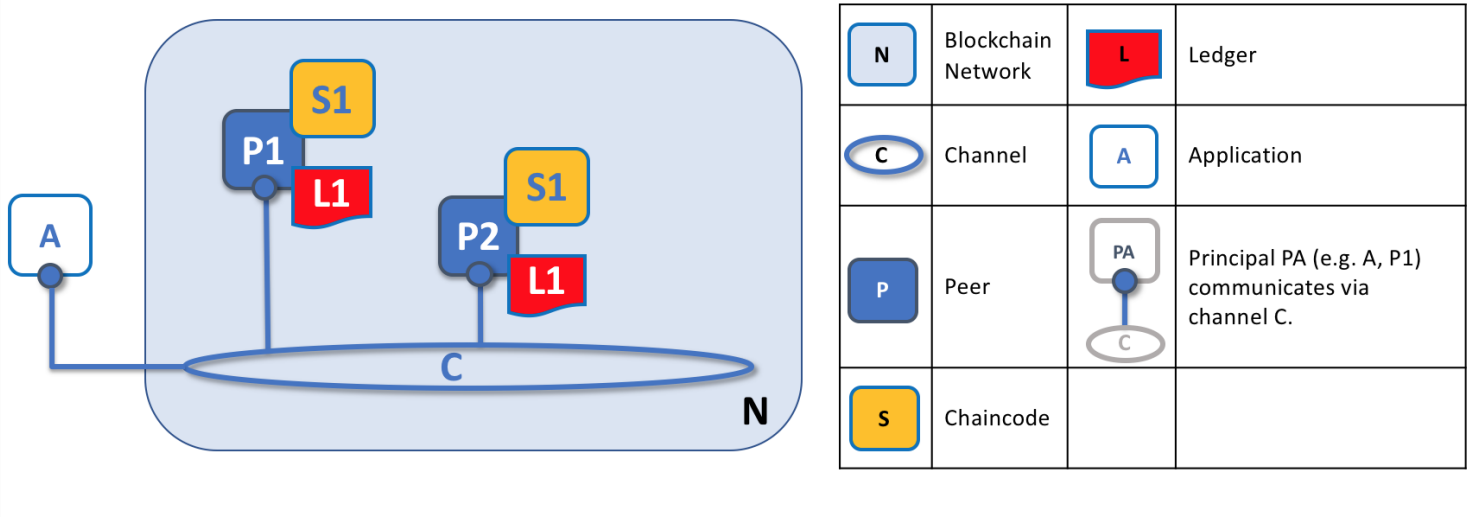 S1
P1
L1
S1
P2
L1
A
C
N
N
Blockchain
Network
L
Ledger
C
Channel
A
Application
P
Peer
PA
C
Principal PA (e.g. A, P1)
communicates via
channel C.
S
Chaincode